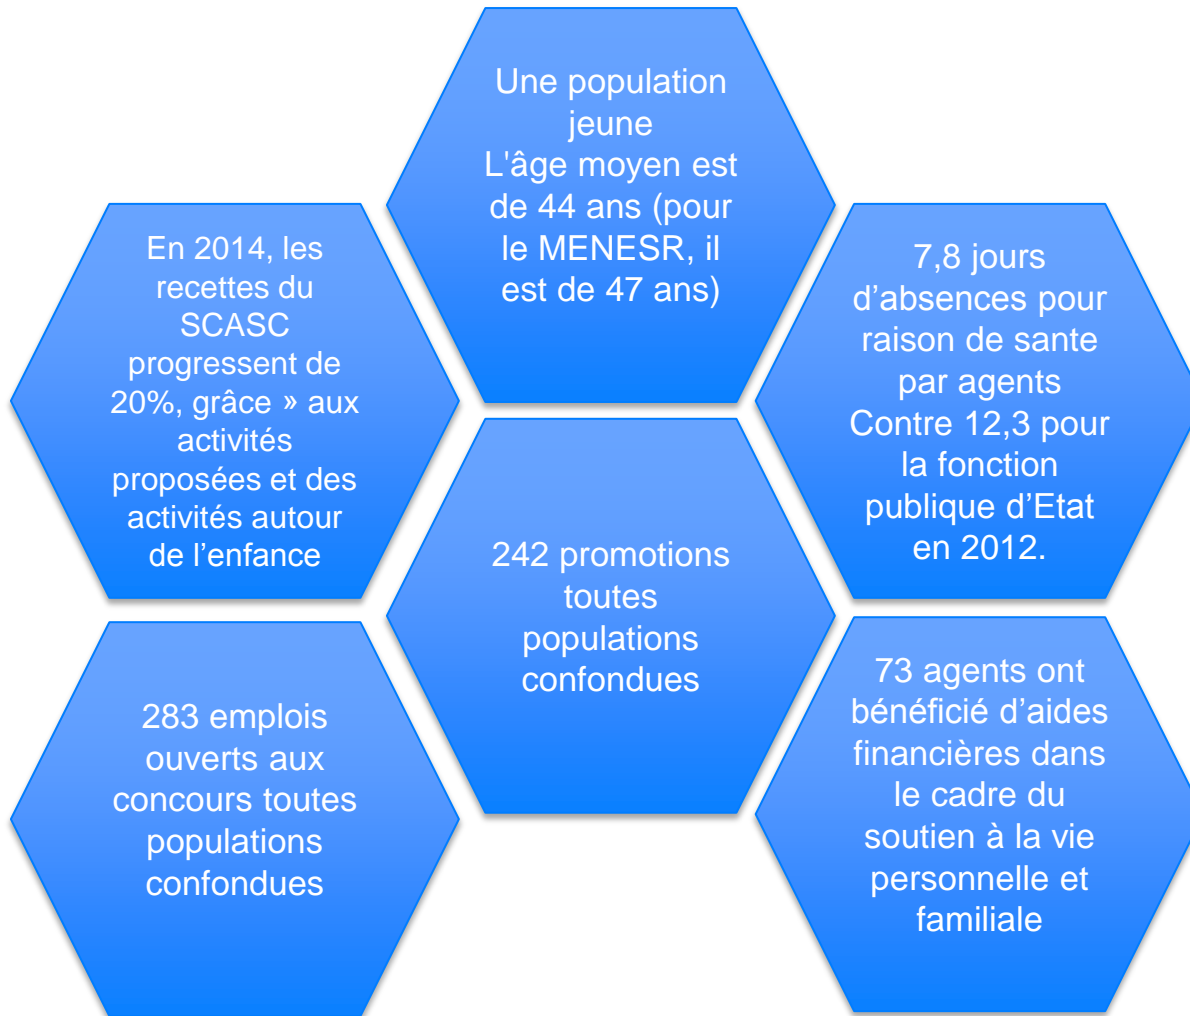 Une population
jeune
L'âge moyen est
de 44 ans (pour
le MENESR, il
est de 47 ans)
En 2014, les
recettes du
SCASC
progressent de
20%, grâce » aux
activités
proposées et des
activités autour
de l’enfance
7,8 jours
d’absences pour
raison de sante
par agents
Contre 12,3 pour
la fonction
publique d’Etat
en 2012.
242 promotions
toutes
populations
confondues
283 emplois
ouverts aux
concours toutes
populations
confondues
73 agents ont
bénéficié d’aides
financières dans
le cadre du
soutien à la vie
personnelle et
familiale